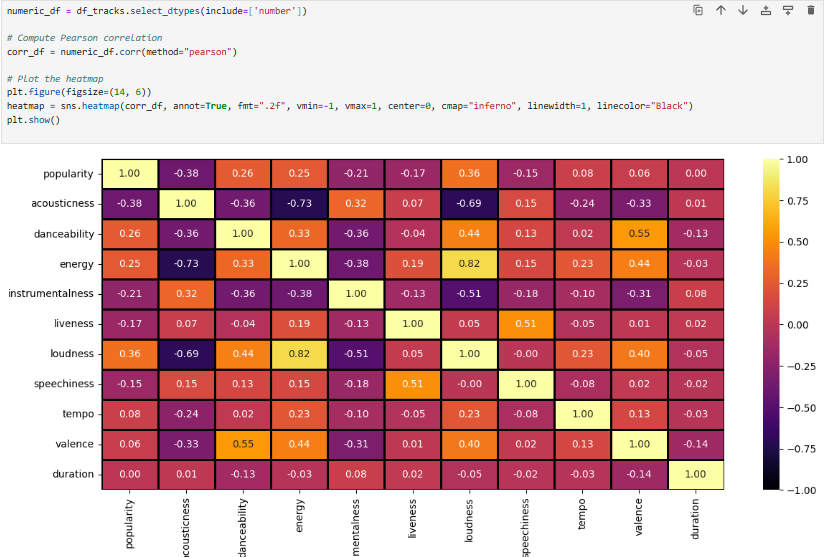 numeric_df = df_tracks.select_dtypes(include=['number'])
# Compute Pearson correlation
corr_df = numeric_df.corr(method="pearson")
# Plot the heatmap
plt.figure(figsize=(14, 6))
heatmap = sns.heatmap(corr_df, annot=True, fmt=".2f", vmin=-1, vmax=1, center=0, cmap="inferno", linewidth=1, linecolor="Black")
plt.show()
popularity 1.00 -0.38 0.26 0.25 -0.21 -0.17 0.36 -0.15 0.08 0.06 0.00
acousticness -0.38 1.00 -0.36 -0.73 0.32 0.07 -0.69 0.15 -0.24 -0.33 0.01
danceability 0.26 -0.36 1.00 0.33 -0.36 -0.04 0.44 0.13 0.02 0.55 -0.13
energy 0.25 -0.73 0.33 1.00 -0.38 0.19 0.82 0.15 0.23 0.44 -0.03
instrumentalness -0.21 0.32 -0.36 -0.38 1.00 -0.13 -0.51 -0.18 -0.10 -0.31 0.08
liveness -0.17 0.07 -0.04 0.19 -0.13 1.00 0.05 0.51 -0.05 0.01 0.02
loudness 0.36 -0.69 0.44 0.82 -0.51 0.05 1.00 -0.00 0.23 0.40 -0.05
speechiness -0.15 0.15 0.13 0.15 -0.18 0.51 -0.00 1.00 -0.08 0.02 -0.02
tempo 0.08 -0.24 0.02 0.23 -0.10 -0.05 0.23 -0.08 1.00 0.13 -0.03
valence 0.06 -0.33 0.55 0.44 -0.31 0.01 0.40 0.02 0.13 1.00 -0.14
duration 0.00 0.01 -0.13 -0.03 0.08 0.02 -0.05 -0.02 -0.03 -0.14 1.00
popularity
cousticness
danceability
energy
mentalness
liveness
loudness
peechiness
tempo
valence
duration
1.00
0.75
0.50
0.25
0.00
−0.25
−0.50
−0.75
−1.00